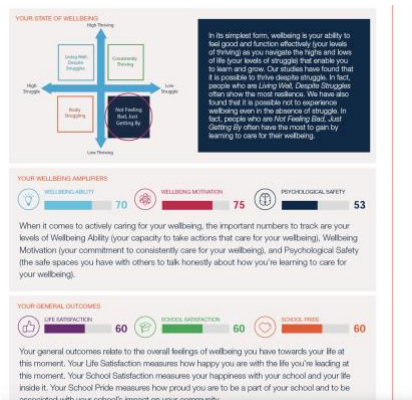 YOUR STATE OF WELLBEING
High Thriving
Living Well, Despite Struggles
Consistently Thriving
High Struggle
Low Struggle
Really Struggling
Not Feeling Bad, Just Getting By
Low Thriving
In its simplest form, wellbeing is your ability to
feel good and function effectively (your levels
of thriving) as you navigate the highs and lows
of life (your levels of struggle) that enable you
to learn and grow. Our studies have found that
it is possible to thrive despite struggle. In fact,
people who are Living Well, Despite Struggles
often show the most resilience. We have also
found that it is possible not to experience
wellbeing even in the absence of struggle. In
fact, people who are Not Feeling Bad, Just
Getting By often have the most to gain by
learning to care for their wellbeing.
YOUR WELLBEING AMPLIFIERS
WELLBEING ABILITY
70
WELLBEING MOTIVATION
75
PSYCHOLOGICAL SAFETY
53
When it comes to actively caring for your wellbeing, the important numbers to track are your
levels of Wellbeing Ability (your capacity to take actions that care for your wellbeing), Wellbeing
Motivation (your commitment to consistently care for your wellbeing), and Psychological Safety
(the safe spaces you have with others to talk honestly about how you're learning to care for
your wellbeing).
YOUR GENERAL OUTCOMES
LIFE SATISFACTION
60
SCHOOL SATISFACTION
60
SCHOOL PRIDE
60
Your general outcomes relate to the overall feelings of wellbeing you have towards your life at
this moment. Your Life Satisfaction measures how happy you are with the life you're leading at
this moment. Your School Satisfaction measures your happiness with your school and your life
inside it. Your School Pride measures how proud you are to be a part of your school and to be
associated with your school's impact on your community.